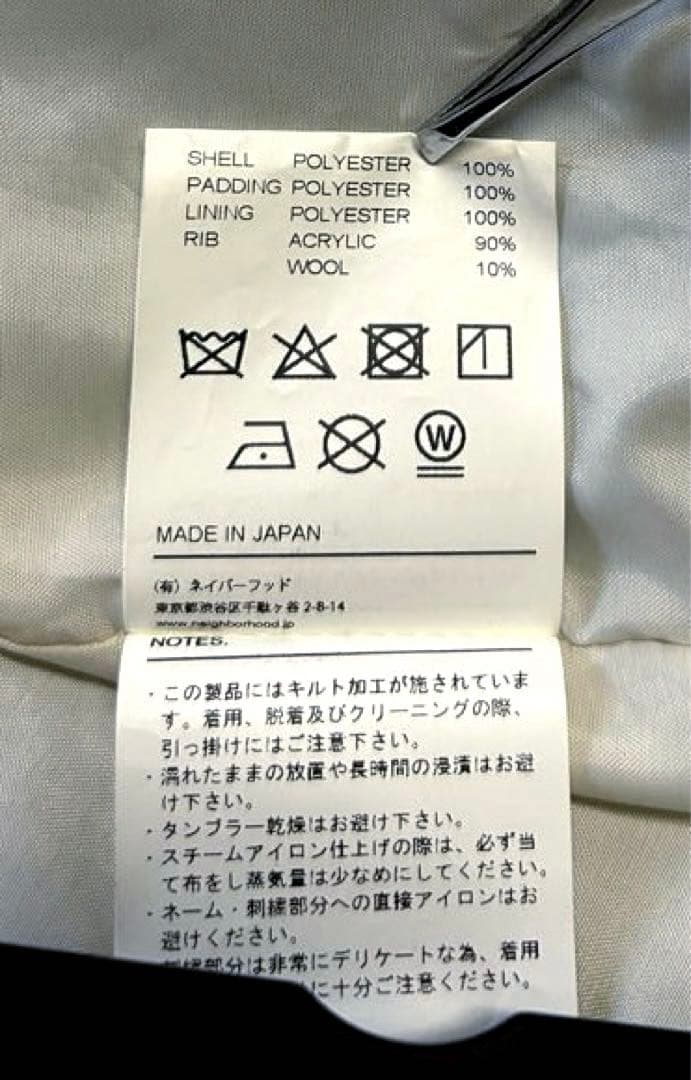 SHELL POLYESTER 100%
PADDING POLYESTER 100%
LINING POLYESTER 100%
RIB ACRYLIC 90%
WOOL 10%
W
MADE IN JAPAN
(有) ネイバーフッド
東京都渋谷区千駄ヶ谷 2-8-14
www.neighborhood.jp
NOTES.
・この製品にはキルト加工が施されていま
す。着用、脱着及びクリーニングの際、
引っ掛けにはご注意下さい。
・濡れたままの放置や長時間の浸漬はお避
け下さい。
・タンブラー乾燥はお避け下さい。
・スチームアイロン仕上げの際は、必ず当
て布をし蒸気量は少なめにしてください。
・ネーム・刺繍部分への直接アイロンはお
避けください。
部分は非常にデリケートな為、着用
に十分ご注意ください。